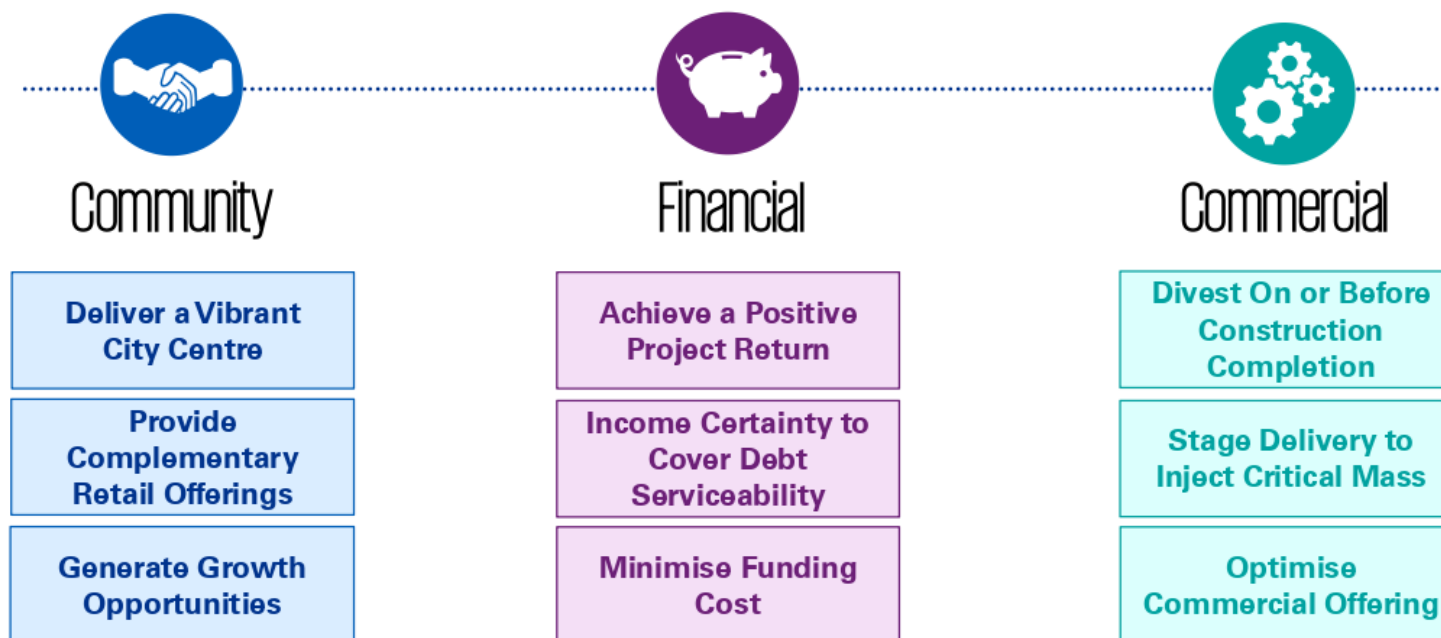 Community
Financial
Commercial
Deliver a Vibrant
City Centre
Provide
Complementary
Retail Offerings
Generate Growth
Opportunities
Achieve a Positive
Project Return
Income Certainty to
Cover Debt
Serviceability
Minimise Funding
Cost
Divest On or Before
Construction
Completion
Stage Delivery to
Inject Critical Mass
Optimise
Commercial Offering